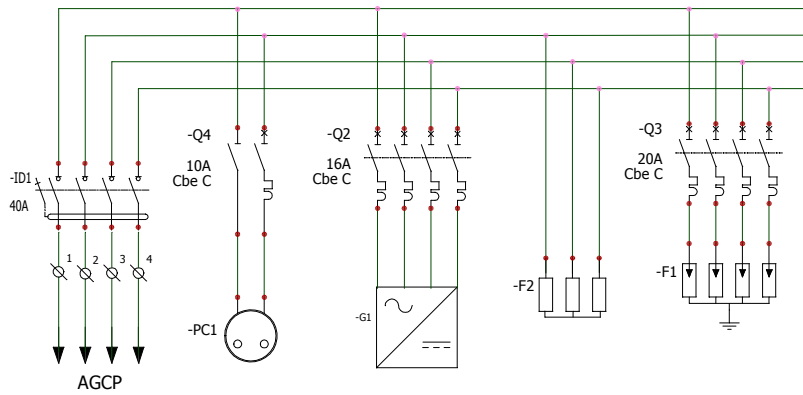 -Q4
10A
Cbe C
-Q2
16A
Cbe C
-Q3
20A
Cbe C
-ID1
40A
1
2
3
4
-PC1
-G1
-F2
-F1
AGCP